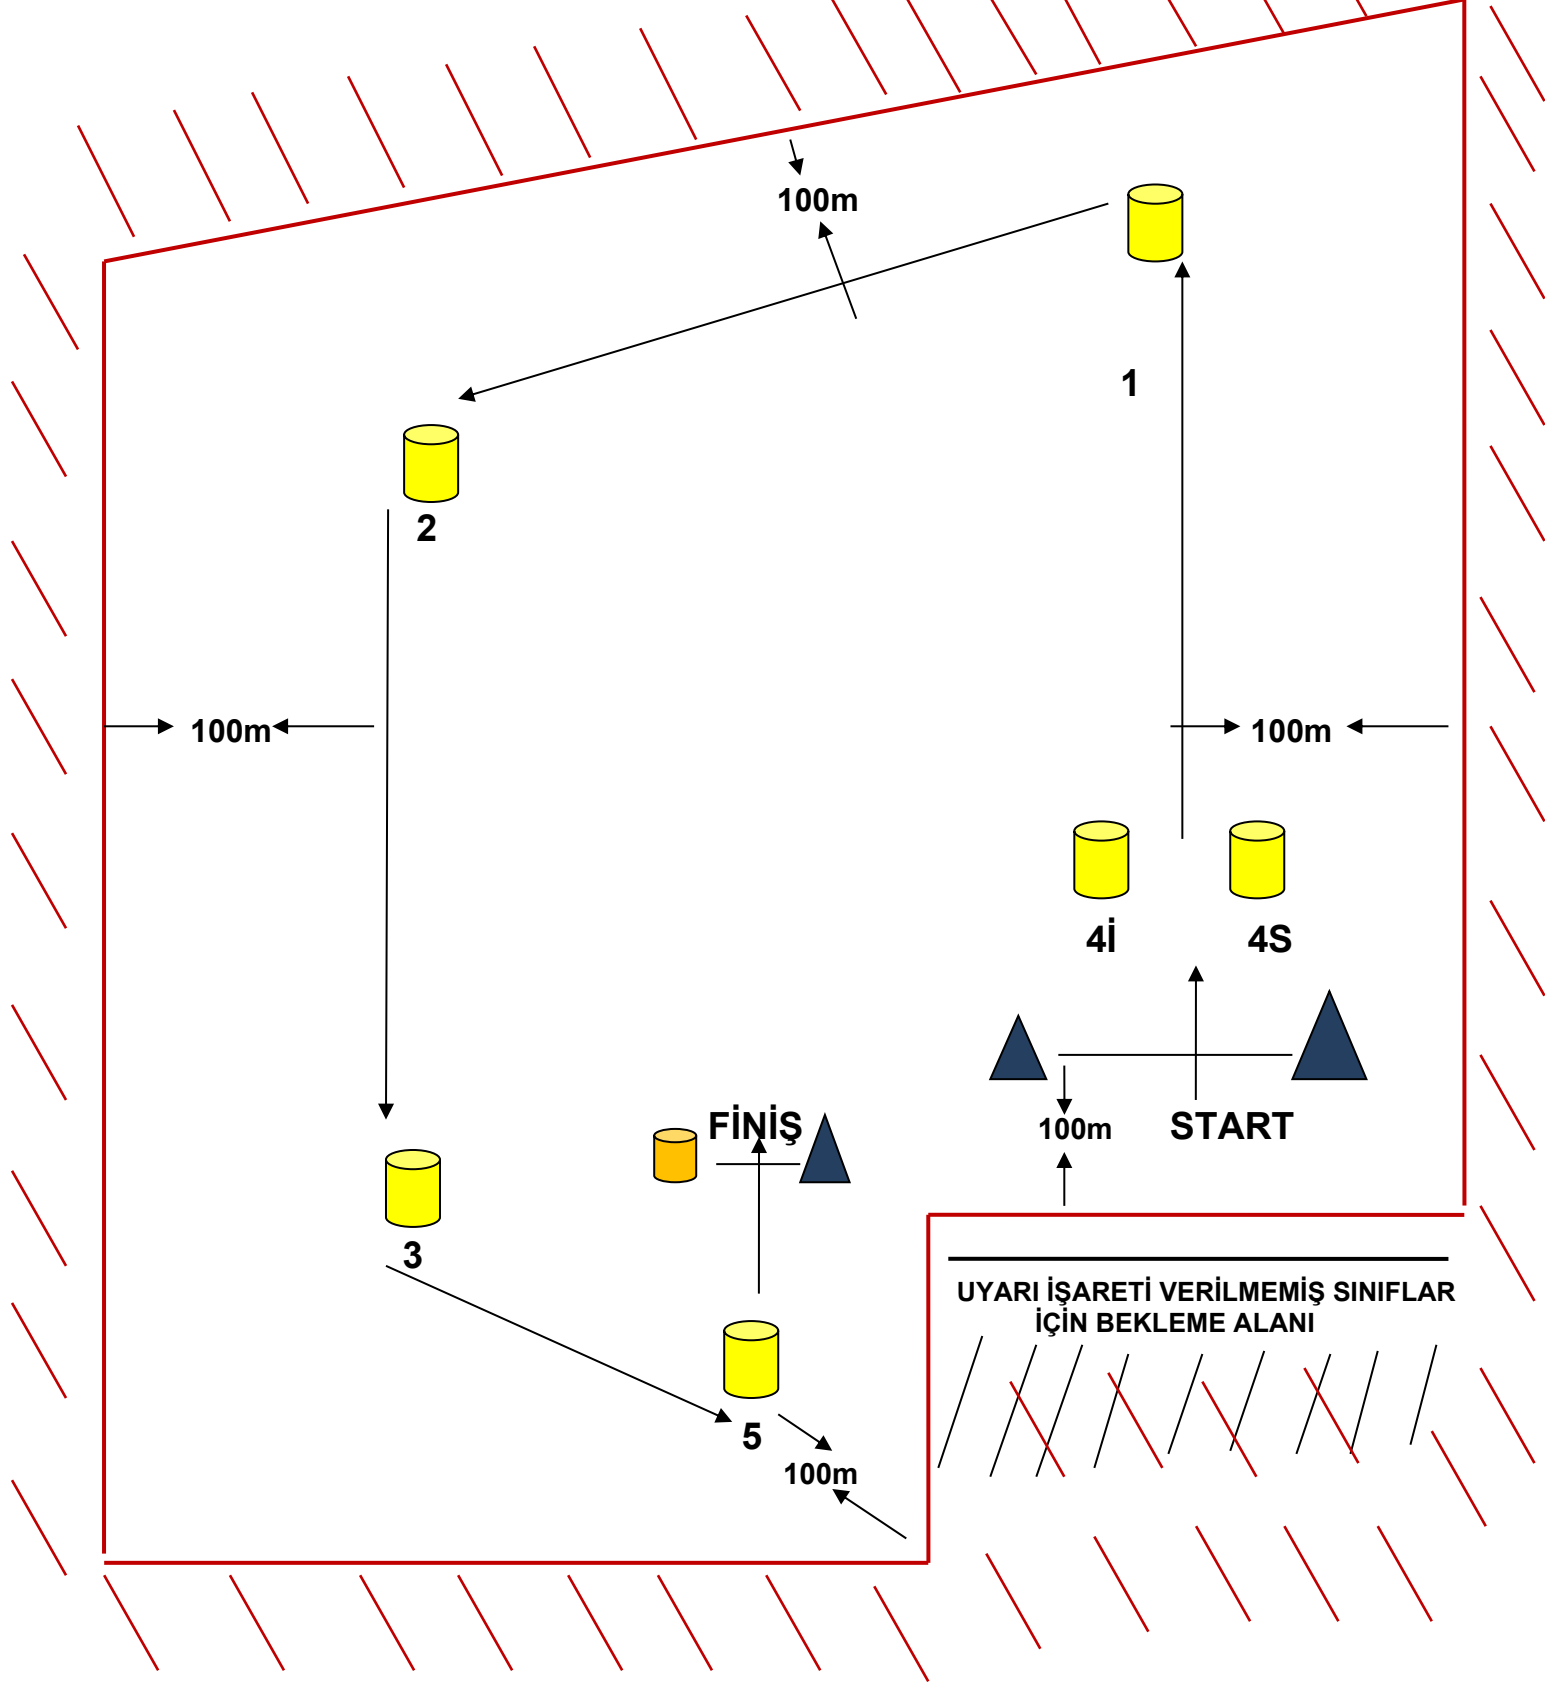 100m
1
2
100m
100m
4İ
4S
FİNİŞ
100m
START
3
UYARI İŞARETİ VERİLMEMİŞ SINIFLAR
İÇİN BEKLEME ALANI
5
100m